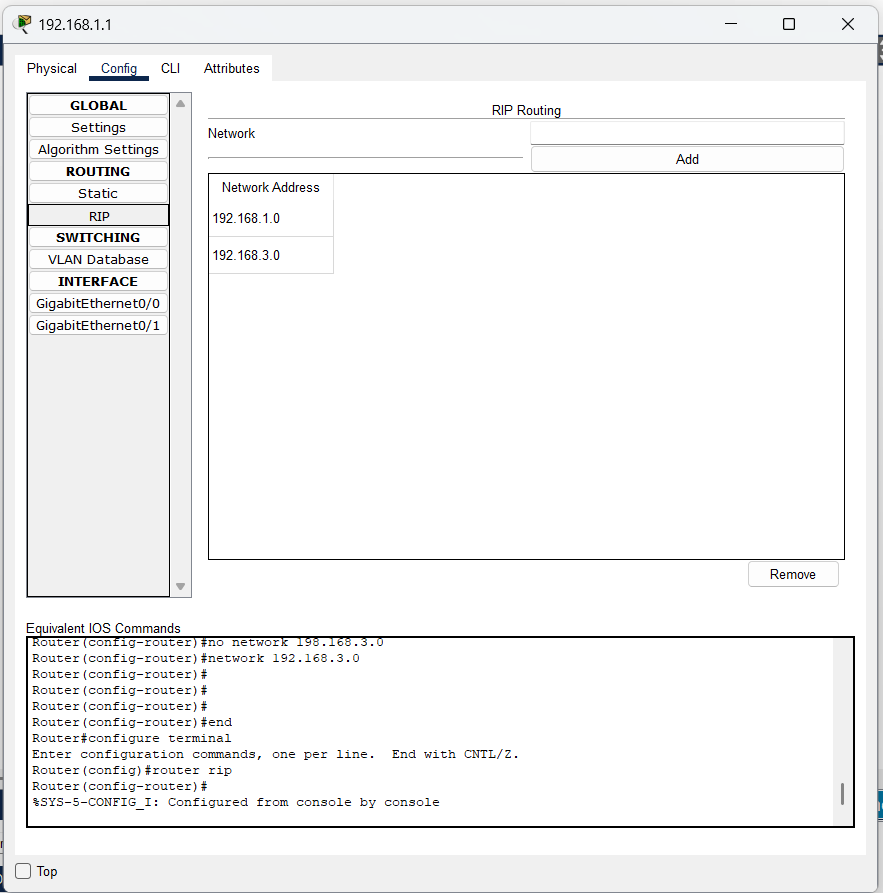 192.168.1.1
Physical Config CLI Attributes
GLOBAL
Settings
Algorithm Settings
ROUTING
Static
RIP
SWITCHING
VLAN Database
INTERFACE
GigabitEthernet0/0
GigabitEthernet0/1
RIP Routing
Network
Add
Network Address
192.168.1.0
192.168.3.0
Remove
Equivalent IOS Commands
Router(config-router)#no network 198.168.3.0
Router(config-router)#network 192.168.3.0
Router(config-router)#
Router(config-router)#
Router(config-router)#
Router(config-router)#end
Router#configure terminal
Enter configuration commands, one per line.  End with CNTL/Z.
Router(config)#router rip
Router(config-router)#
%SYS-5-CONFIG_I: Configured from console by console
Top